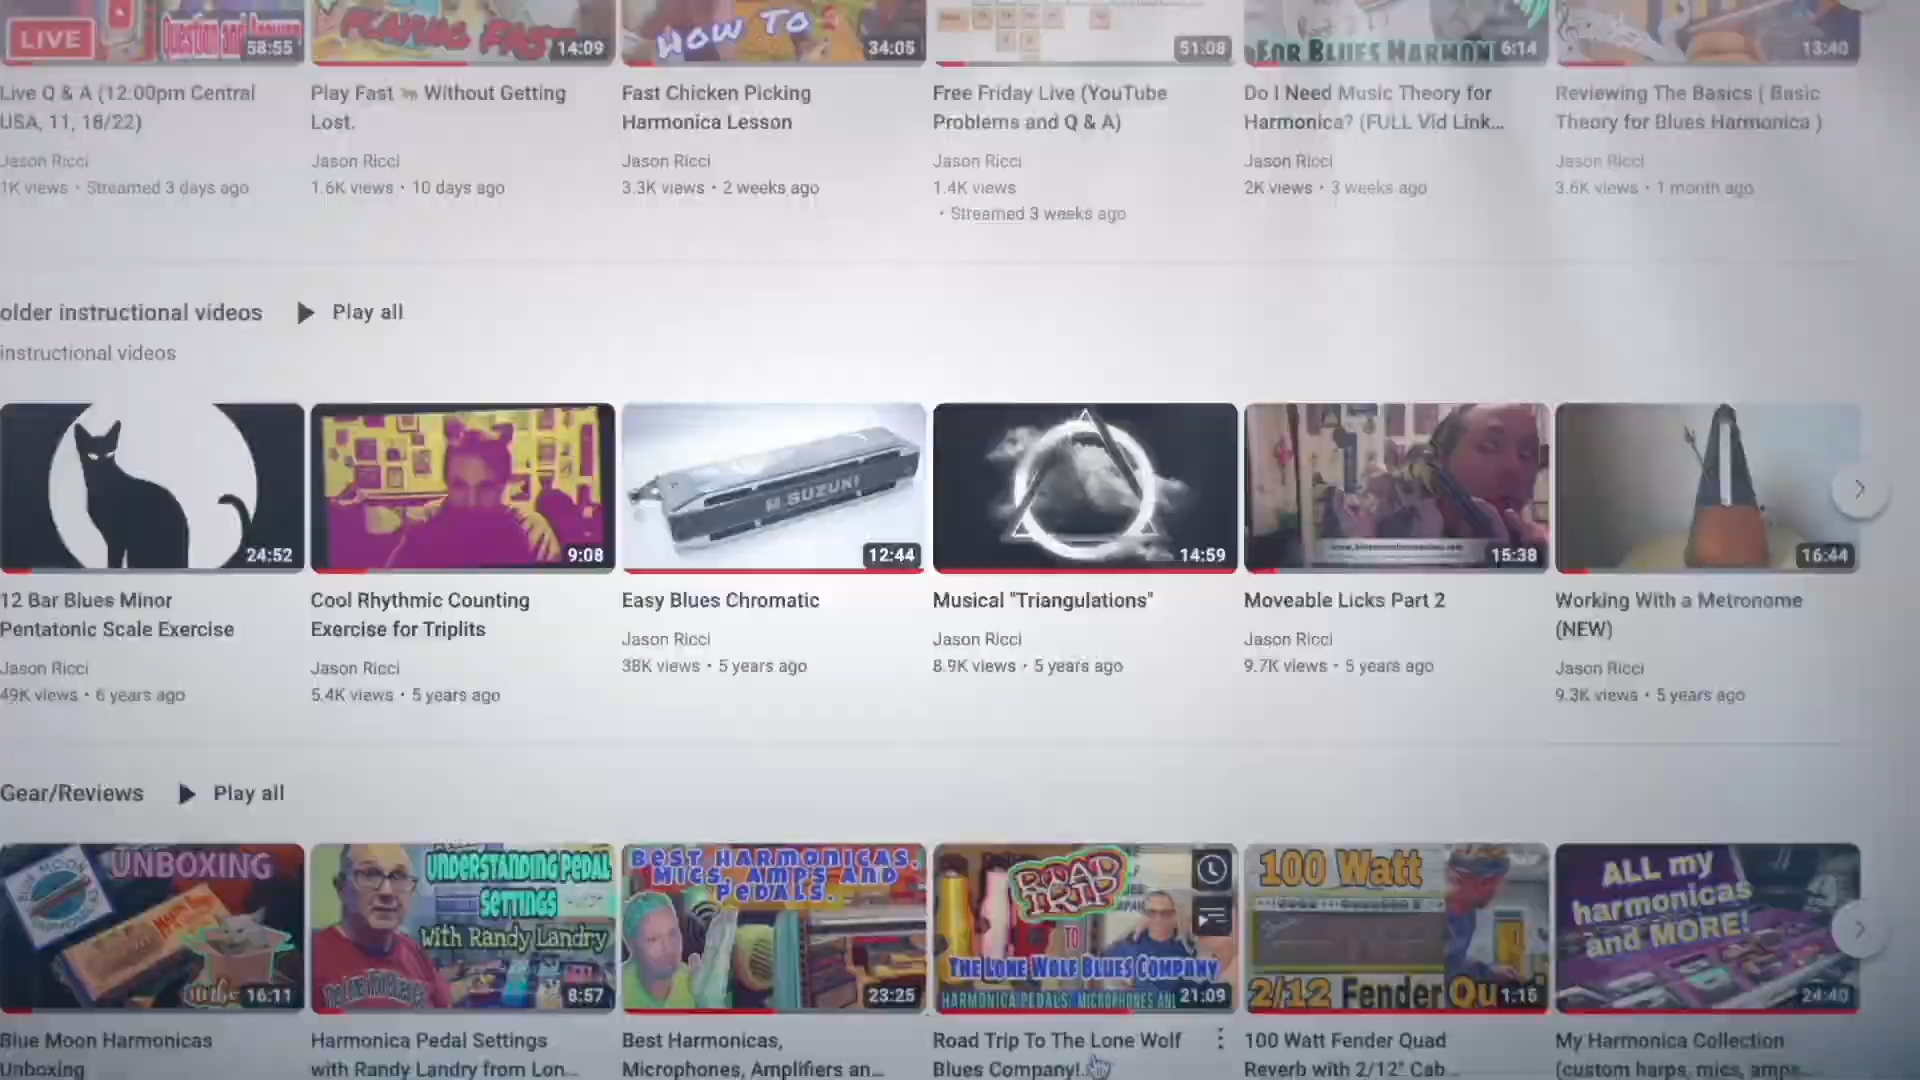 LIVE
Question and
58:55
PLAYING FAST
14:09
HOW TO
34:05
51:08
FOR BLUES HARMON
6:14
13:40
Live Q & A (12:00pm Central
USA, 11, 18/22)
Jason Ricci
1K views • Streamed 3 days ago
Play Fast 🐆 Without Getting
Lost.
Jason Ricci
1.6K views • 10 days ago
Fast Chicken Picking
Harmonica Lesson
Jason Ricci
3.3K views • 2 weeks ago
Free Friday Live (YouTube
Problems and Q & A)
Jason Ricci
1.4K views
• Streamed 3 weeks ago
Do I Need Music Theory for
Harmonica? (FULL Vid Link...
Jason Ricci
2K views • 3 weeks ago
Reviewing The Basics ( Basic
Theory for Blues Harmonica )
Jason Ricci
3.6K views • 1 month ago
older instructional videos
Play all
instructional videos
24:52
9:08
SUZUKI
12:44
14:59
15:38
16:44
12 Bar Blues Minor
Pentatonic Scale Exercise
Jason Ricci
49K views • 6 years ago
Cool Rhythmic Counting
Exercise for Triplits
Jason Ricci
5.4K views • 5 years ago
Easy Blues Chromatic
Jason Ricci
38K views • 5 years ago
Musical "Triangulations"
Jason Ricci
8.9K views • 5 years ago
Moveable Licks Part 2
Jason Ricci
9.7K views • 5 years ago
Working With a Metronome
(NEW)
Jason Ricci
9.3K views • 5 years ago
Gear/Reviews
Play all
BLUE MOON
UNBOXING
16:11
UNDERSTANDING PEDAL
SETTINGS
With Randy Landry
8:57
BEST HARMONICAS,
MICS, AMPS AND
PEDALS.
23:25
ROAD
TRIP
TO
THE LONE WOLF BLUES COMPANY
HARMONICA PEDALS, MICROPHONES AN
21:09
100 Watt
2/12 Fender Qu
1:15
ALL my
harmonicas
and MORE!
24:40
Blue Moon Harmonicas
Unboxing
Harmonica Pedal Settings
with Randy Landry from Lon...
Best Harmonicas,
Microphones, Amplifiers an...
Road Trip To The Lone Wolf
Blues Company!..
100 Watt Fender Quad
Reverb with 2/12" Cab...
My Harmonica Collection
(custom harps, mics, amps...